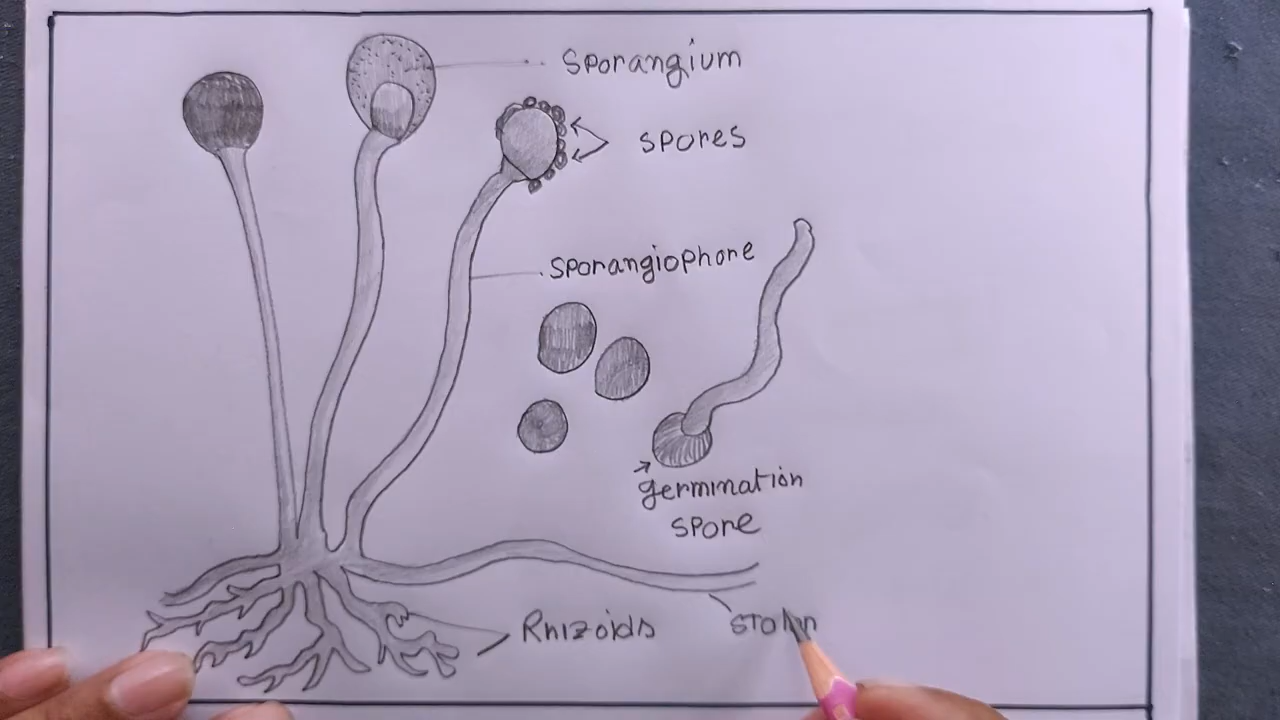 Sporangium
Spores
Sporangiophore
germination
spore
Rhizoids